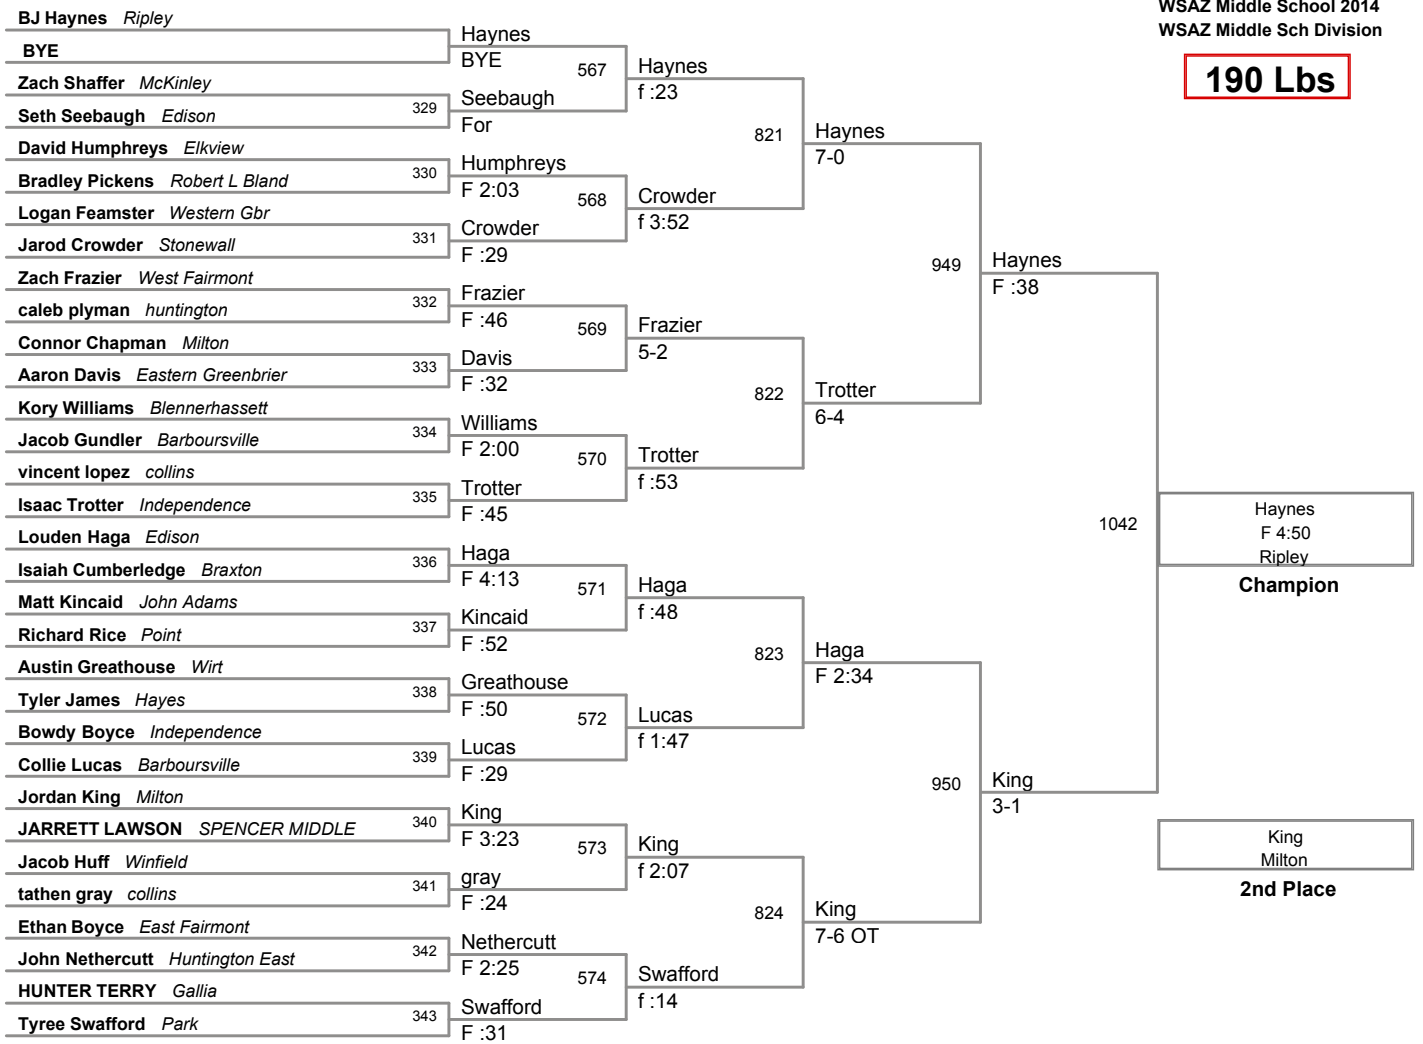 WSAZ Middle School 2014
WSAZ Middle Sch Division
190 Lbs
BJ Haynes Ripley
BYE
Zach Shaffer McKinley
Seth Seebaugh Edison
David Humphreys Elkview
Bradley Pickens Robert L Bland
Logan Feamster Western Gbr
Jarod Crowder Stonewall
Zach Frazier West Fairmont
caleb plyman huntington
Connor Chapman Milton
Aaron Davis Eastern Greenbrier
Kory Williams Blennerhassett
Jacob Gundler Barboursville
vincent lopez collins
Isaac Trotter Independence
Louden Haga Edison
Isaiah Cumberledge Braxton
Matt Kincaid John Adams
Richard Rice Point
Austin Greathouse Wirt
Tyler James Hayes
Bowdy Boyce Independence
Collie Lucas Barboursville
Jordan King Milton
JARRETT LAWSON SPENCER MIDDLE
Jacob Huff Winfield
tathen gray collins
Ethan Boyce East Fairmont
John Nethercutt Huntington East
HUNTER TERRY Gallia
Tyree Swafford Park
329
330
331
332
333
334
335
336
337
338
339
340
341
342
343
Haynes
BYE
Seebaugh
For
Humphreys
F 2:03
Crowder
F :29
Frazier
F :46
Davis
F :32
Williams
F 2:00
Trotter
F :45
Haga
F 4:13
Kincaid
F :52
Greathouse
F :50
Lucas
F :29
King
F 3:23
gray
F :24
Nethercutt
F 2:25
Swafford
F :31
567
568
569
570
571
572
573
574
Haynes
f :23
Crowder
f 3:52
Frazier
5-2
Trotter
f :53
Haga
f :48
Lucas
f 1:47
King
f 2:07
Swafford
f :14
821
822
823
824
Haynes
7-0
Trotter
6-4
Haga
F 2:34
King
7-6 OT
949
950
Haynes
F :38
King
3-1
1042
Haynes
F 4:50
Ripley
Champion
King
Milton
2nd Place